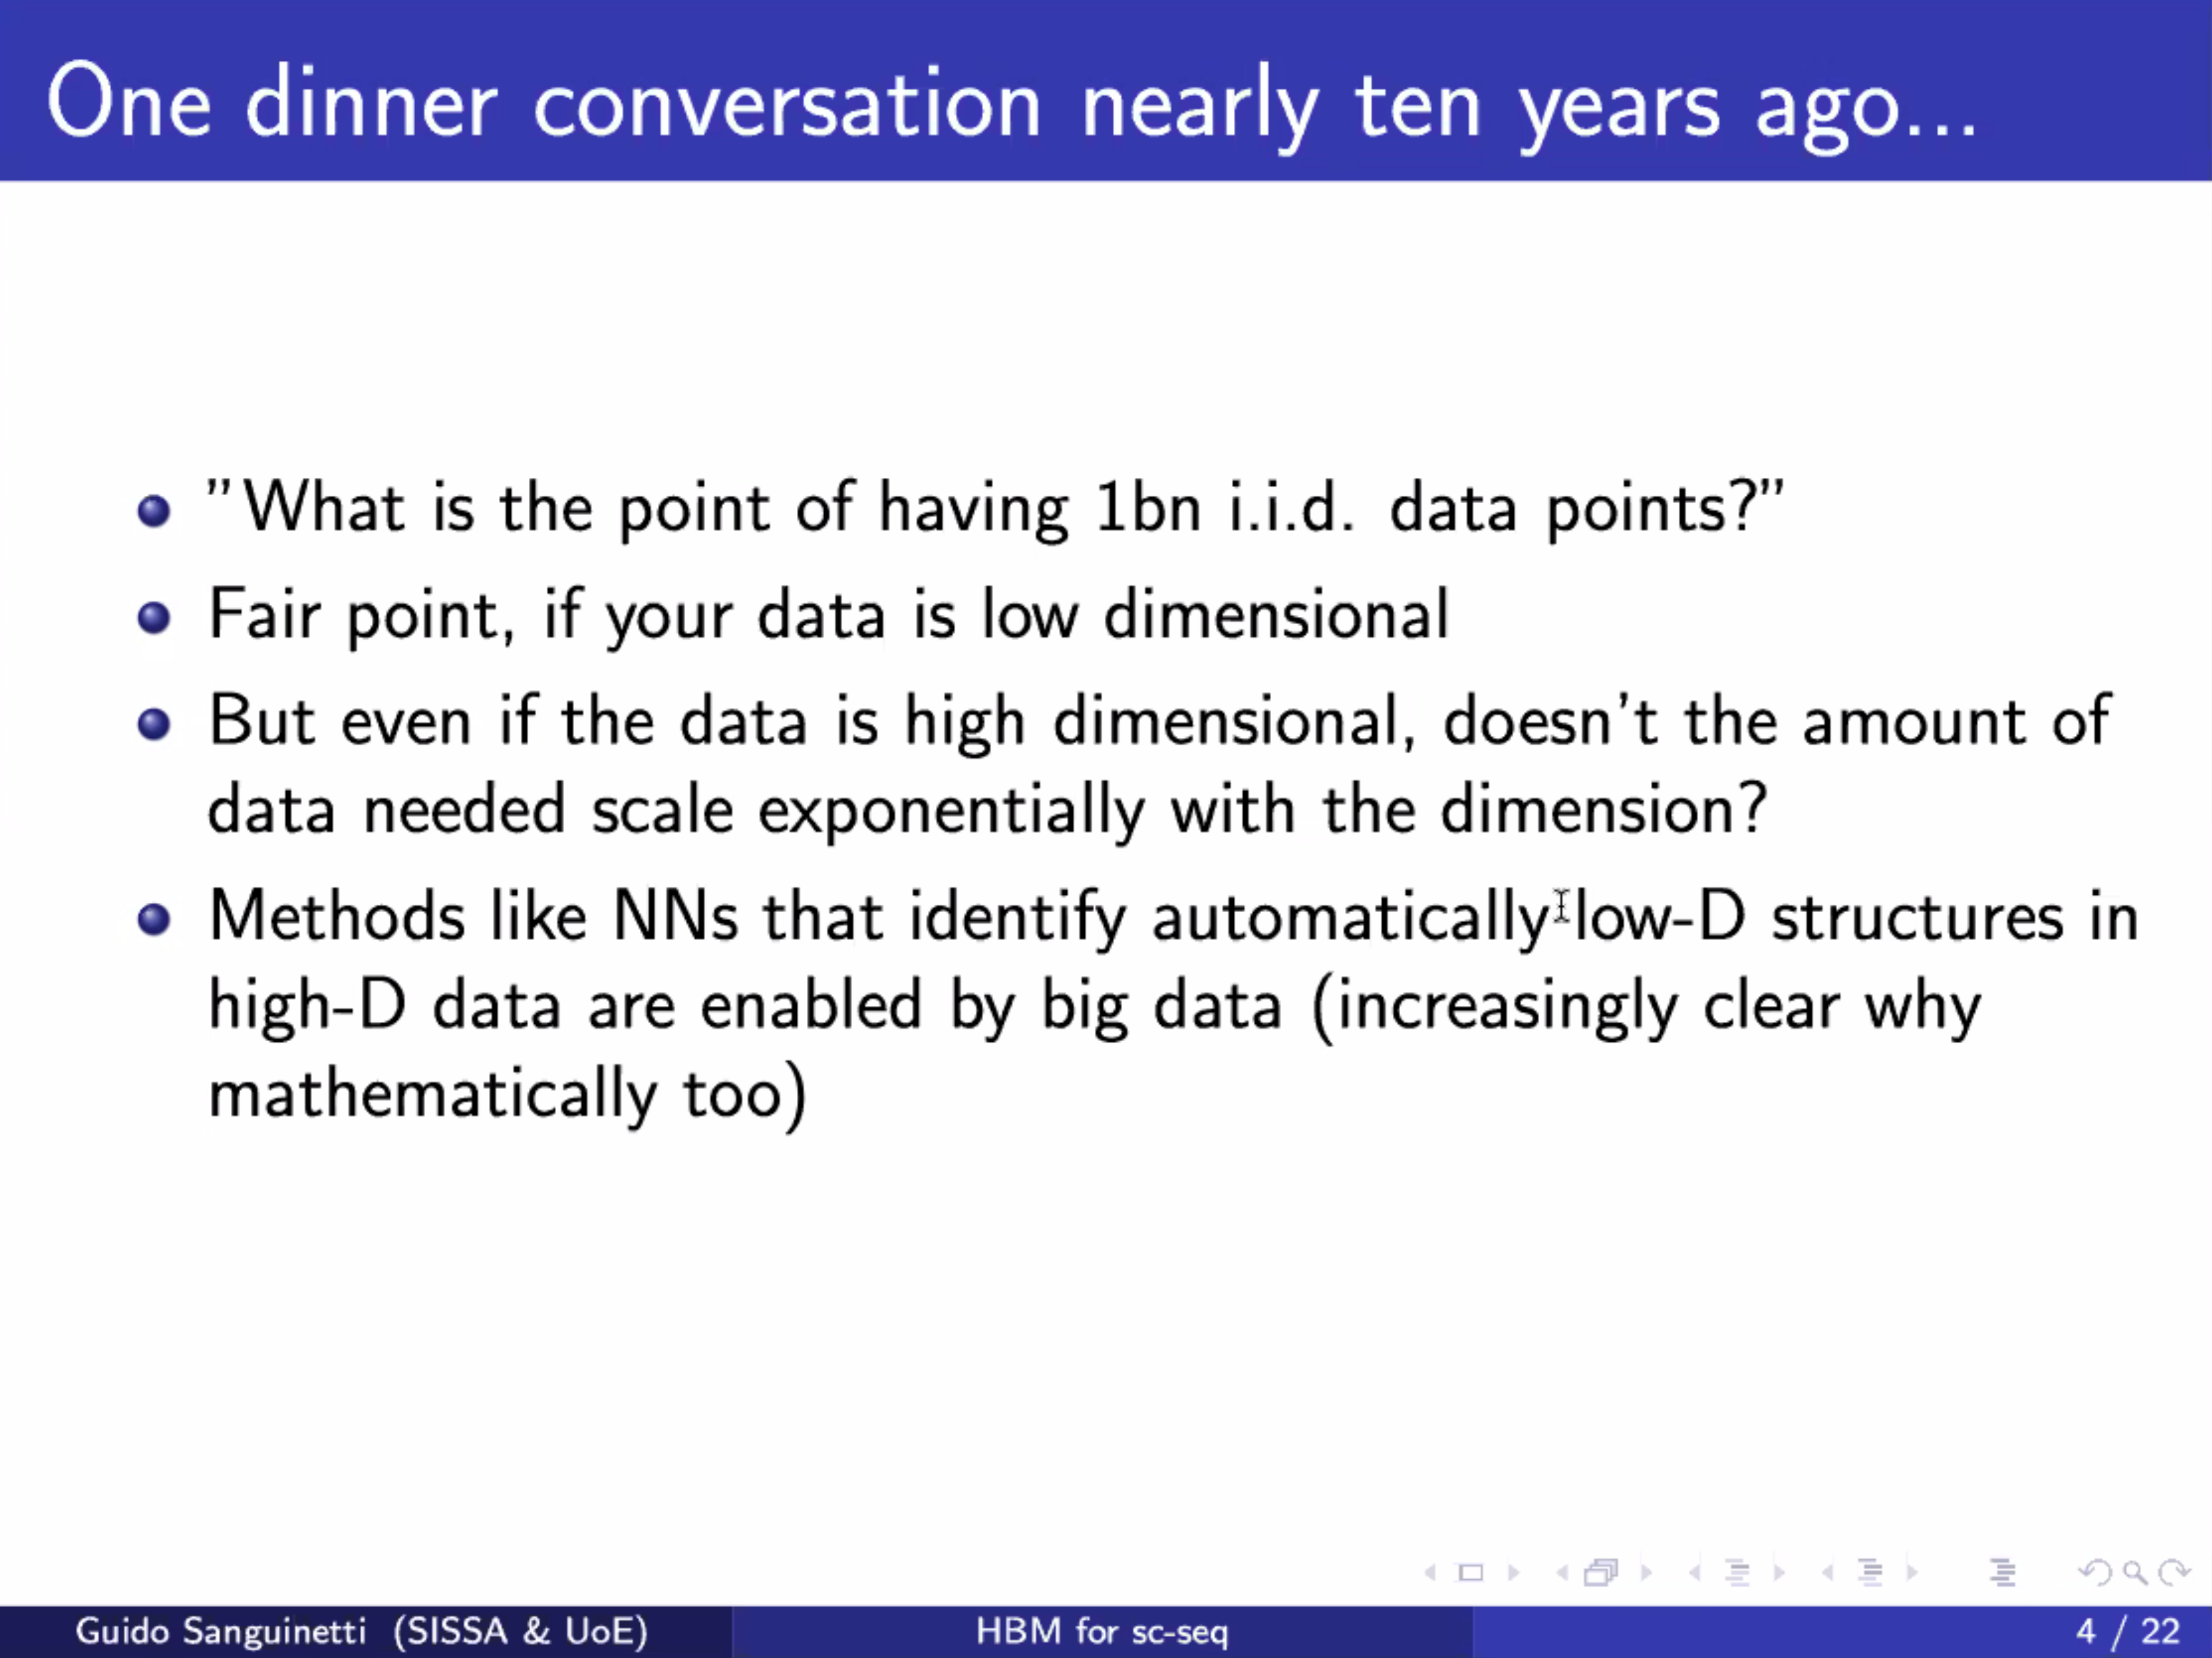 One dinner conversation nearly ten years ago...
"What is the point of having 1bn i.i.d. data points?"
Fair point, if your data is low dimensional
But even if the data is high dimensional, doesn't the amount of
data needed scale exponentially with the dimension?
Methods like NNs that identify automatically low-D structures in
high-D data are enabled by big data (increasingly clear why
mathematically too)
Guido Sanguinetti (SISSA & UoE)
HBM for sc-seq
4 / 22